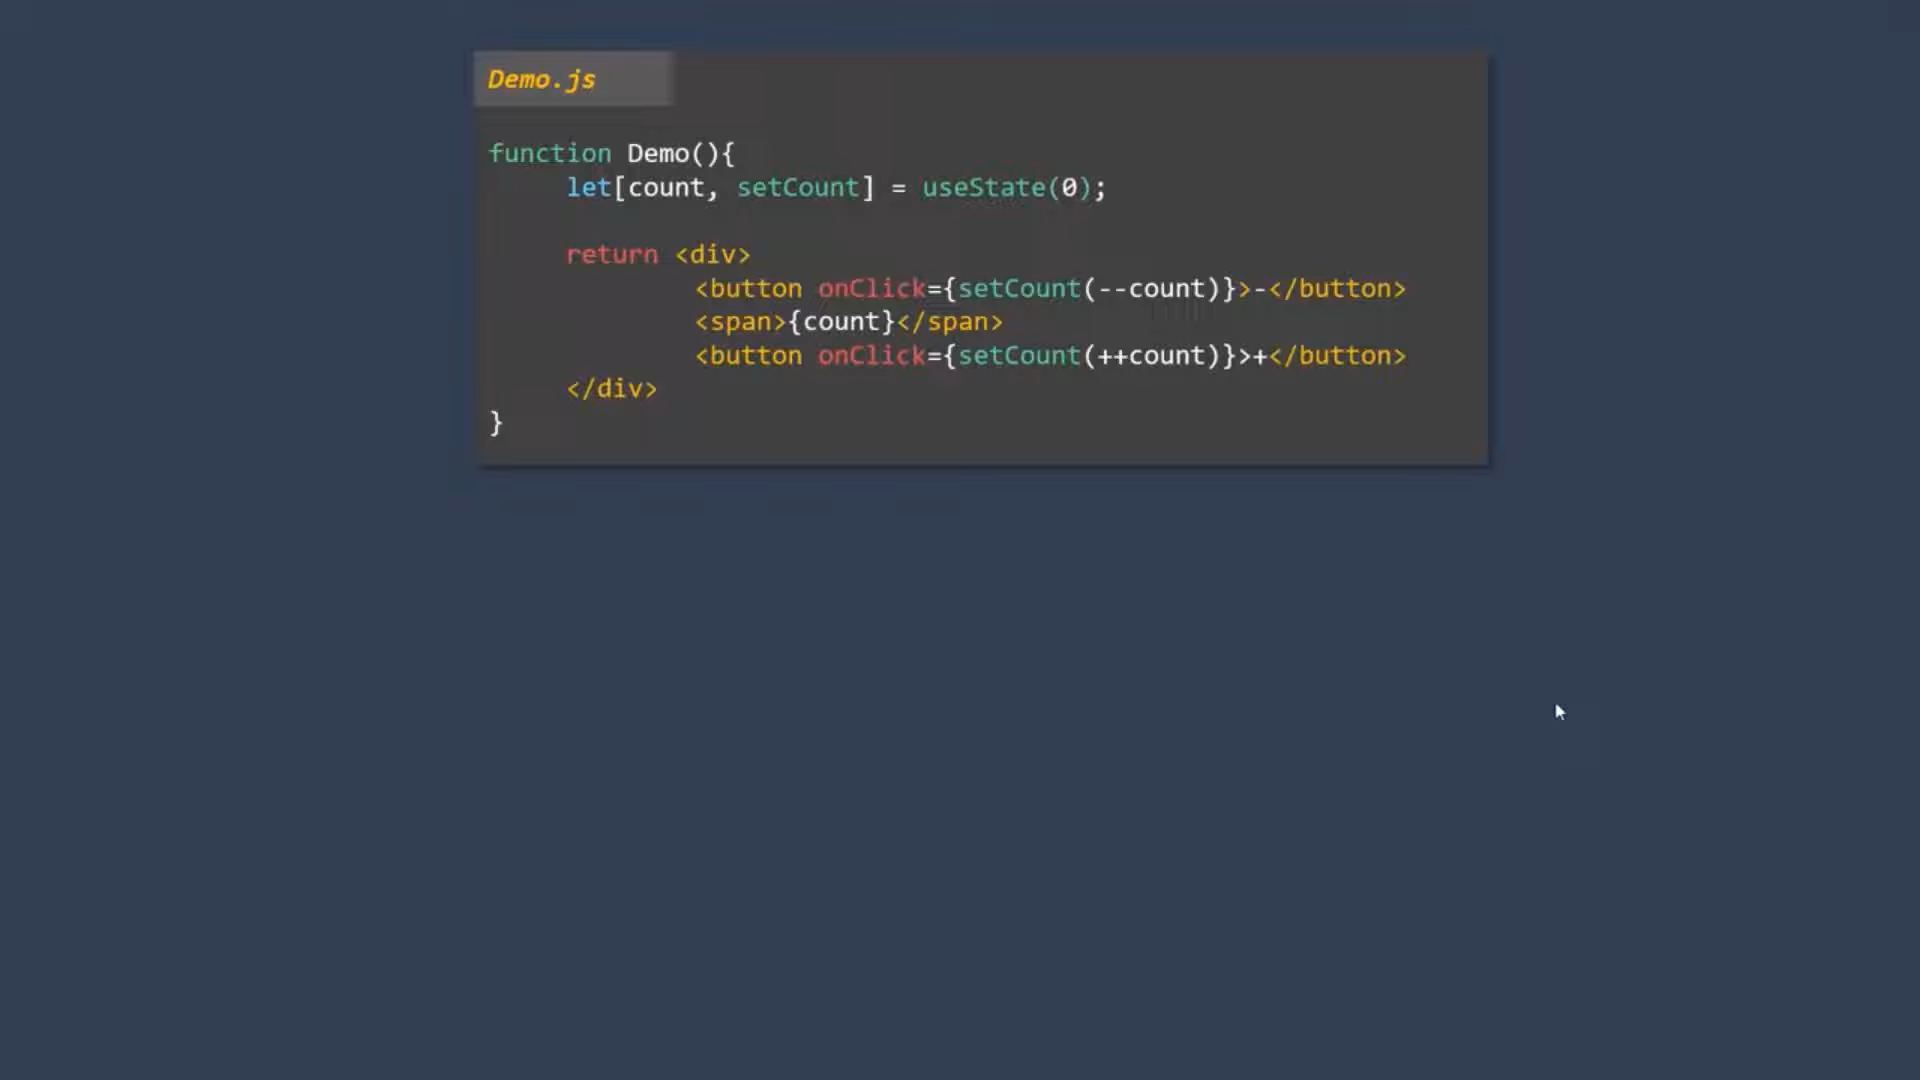 Demo.js
function Demo(){
let[count, setCount] = useState(0);
return <div>
<button onClick={setCount(--count)}>-</button>
<span>{count}</span>
<button onClick={setCount(++count)}>+</button>
</div>
}